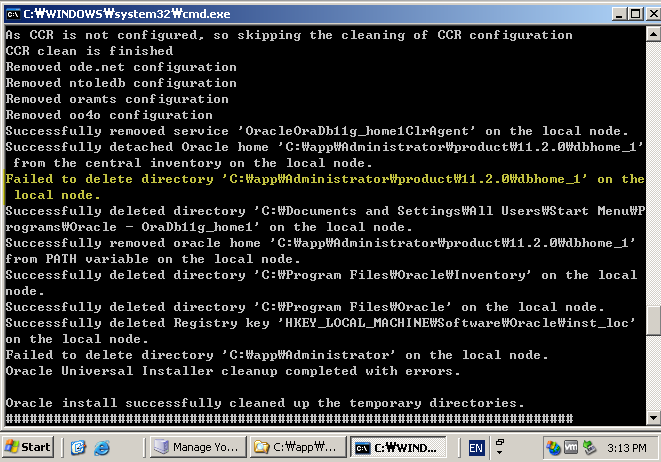 C:₩WINDOWS₩system32₩cmd.exe
As CCR is not configured, so skipping the cleaning of CCR configuration
CCR clean is finished
Removed ode.net configuration
Removed ntoledb configuration
Removed oramts configuration
Removed oo4o configuration
Successfully removed service 'OracleOraDb11g_home1ClrAgent' on the local node.
Successfully detached Oracle home 'C:₩app₩Administrator₩product₩11.2.0₩dbhome_1'
from the central inventory on the local node.
Failed to delete directory 'C:₩app₩Administrator₩product₩11.2.0₩dbhome_1' on the
local node.
Successfully deleted directory 'C:₩Documents and Settings₩All Users₩Start Menu₩P
rograms₩Oracle - OraDb11g_home1' on the local node.
Successfully removed oracle home 'C:₩app₩Administrator₩product₩11.2.0₩dbhome_1'
from PATH variable on the local node.
Successfully deleted directory 'C:₩Program Files₩Oracle₩Inventory' on the local
node.
Successfully deleted directory 'C:₩Program Files₩Oracle' on the local node.
Successfully deleted Registry key 'HKEY_LOCAL_MACHINE₩Software₩Oracle₩inst_loc'
on the local node.
Failed to delete directory 'C:₩app₩Administrator' on the local node.
Oracle Universal Installer cleanup completed with errors.
Oracle install successfully cleaned up the temporary directories.
#######################################################################
Start Manage Yo... C:₩app₩... C:₩WIND... EN 3:13 PM